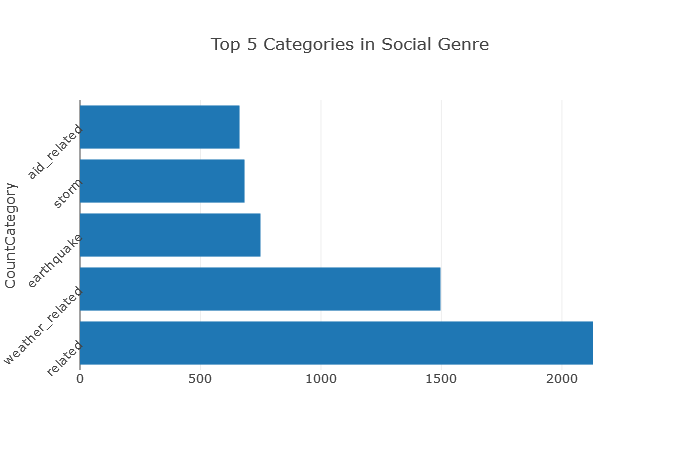 Top 5 Categories in Social Genre
CountCategory
aid_related
storm
earthquake
weather_related
related
0 500 1000 1500 2000